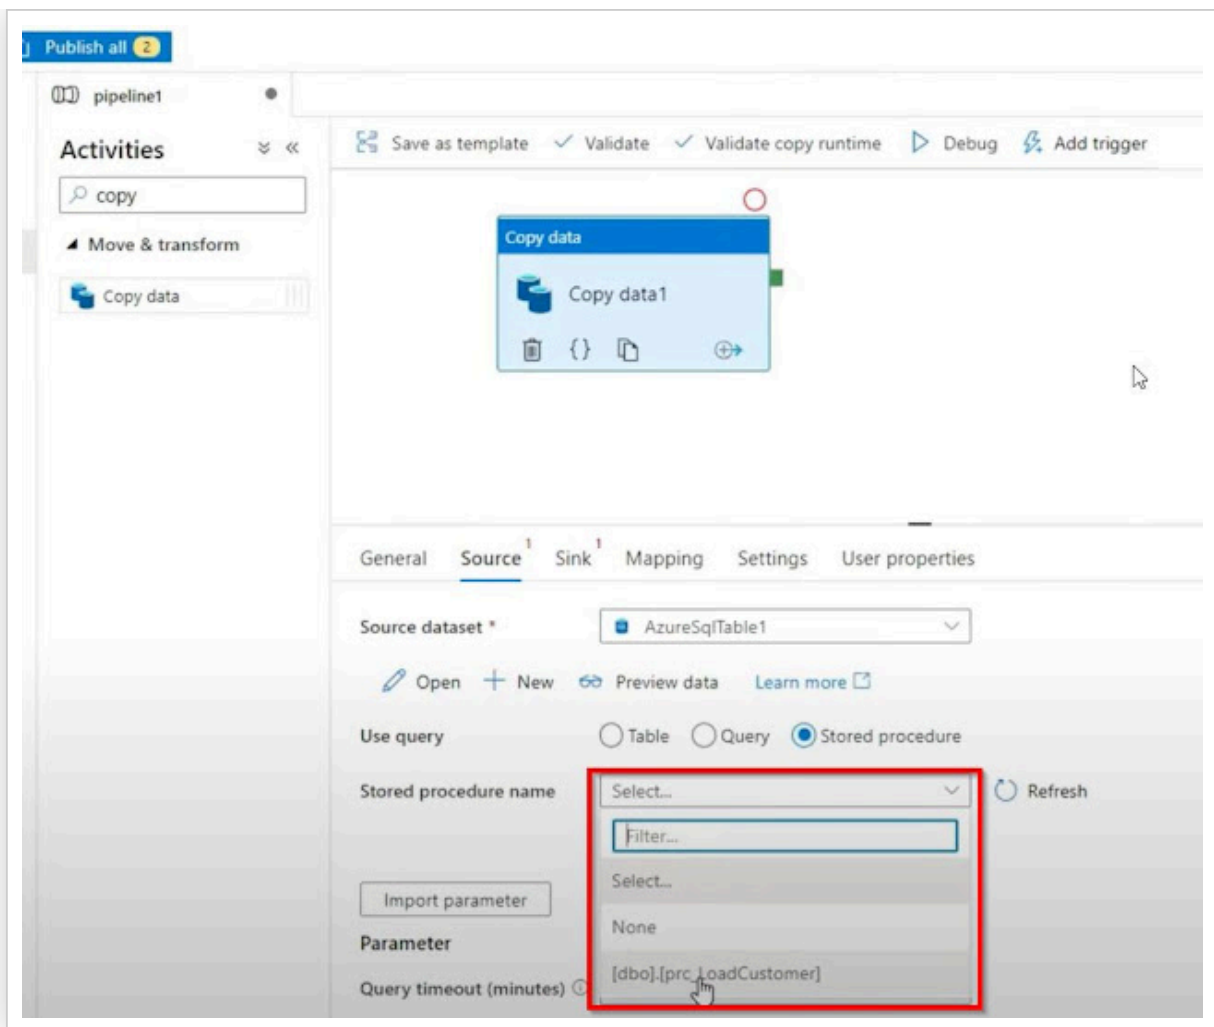 Publish all 2
pipeline1
Activities
copy
Move & transform
Copy data
Save as template Validate Validate copy runtime Debug Add trigger
Copy data
Copy data1
{}
General Source 1 Sink 1 Mapping Settings User properties
Source dataset * AzureSqlTable1
Open New Preview data Learn more
Use query Table Query Stored procedure
Stored procedure name Select... Refresh
Filter...
Select...
Import parameter
None
Parameter
[dbo].[prc_LoadCustomer]
Query timeout (minutes)